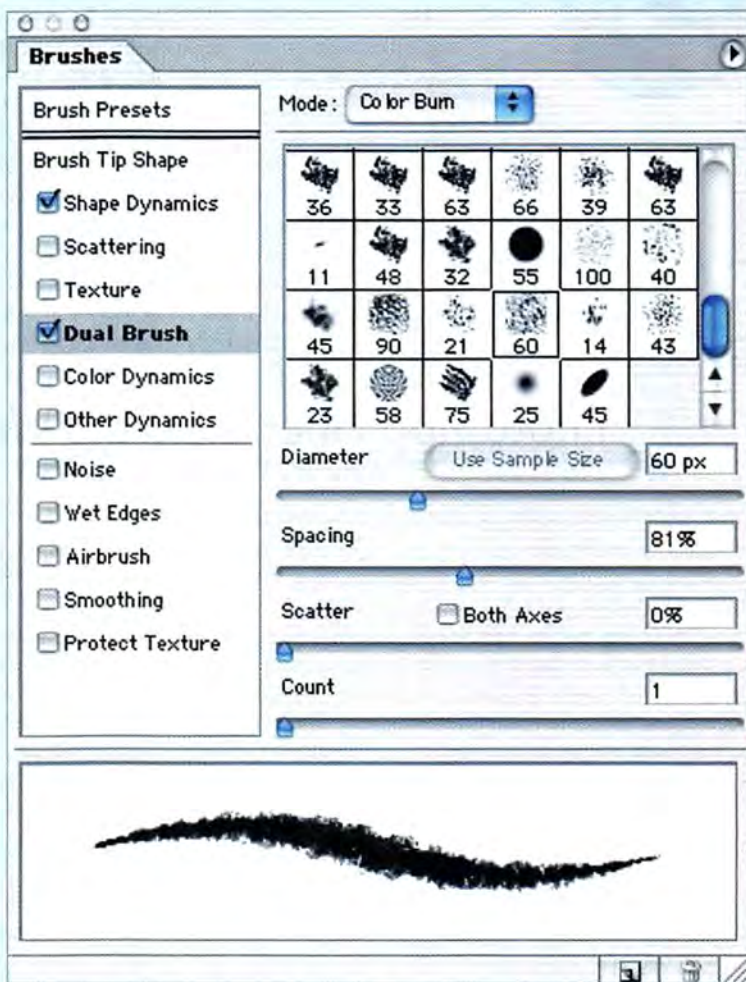 Brushes
Brush Presets
Brush Tip Shape
Shape Dynamics
Scattering
Texture
Dual Brush
Color Dynamics
Other Dynamics
Noise
Wet Edges
Airbrush
Smoothing
Protect Texture
Mode: Color Burn
36 33 63 66 39 63
11 48 32 55 100 40
45 90 21 60 14 43
23 58 75 25 45
Diameter Use Sample Size 60 px
Spacing 81%
Scatter Both Axes 0%
Count 1